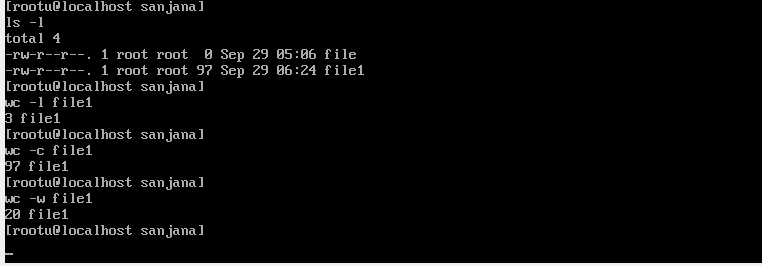 [rootu@localhost sanjana]
ls -l
total 4
-rw-r--r--. 1 root root  0 Sep 29 05:06 file
-rw-r--r--. 1 root root 97 Sep 29 06:24 file1
[rootu@localhost sanjana]
wc -l file1
3 file1
[rootu@localhost sanjana]
wc -c file1
97 file1
[rootu@localhost sanjana]
wc -w file1
20 file1
[rootu@localhost sanjana]
_